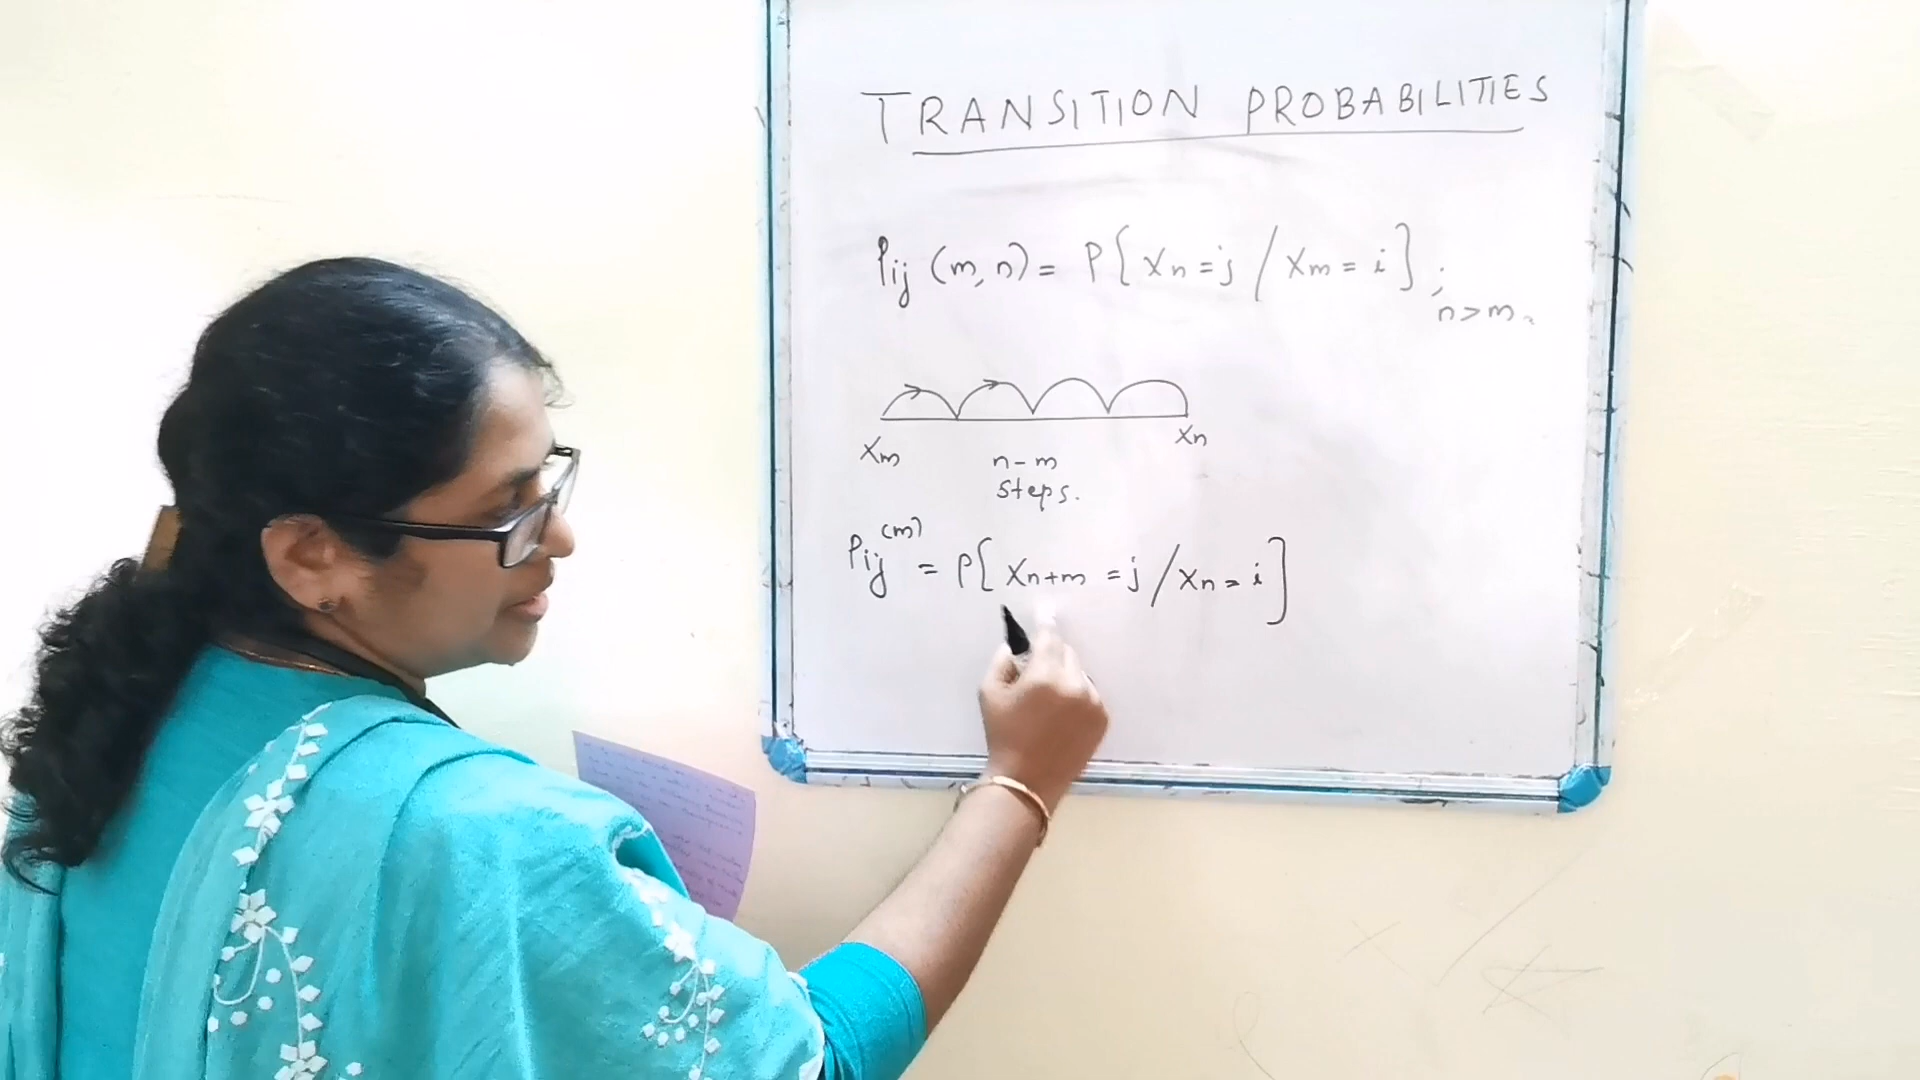 TRANSITION PROBABILITIES
Pij (m, n) = P{ Xn = j / Xm = i ] ;
n > m.
Xm Xn
n - m
steps.
Pij^(m) = P[ Xn+m = j / Xn = i ]